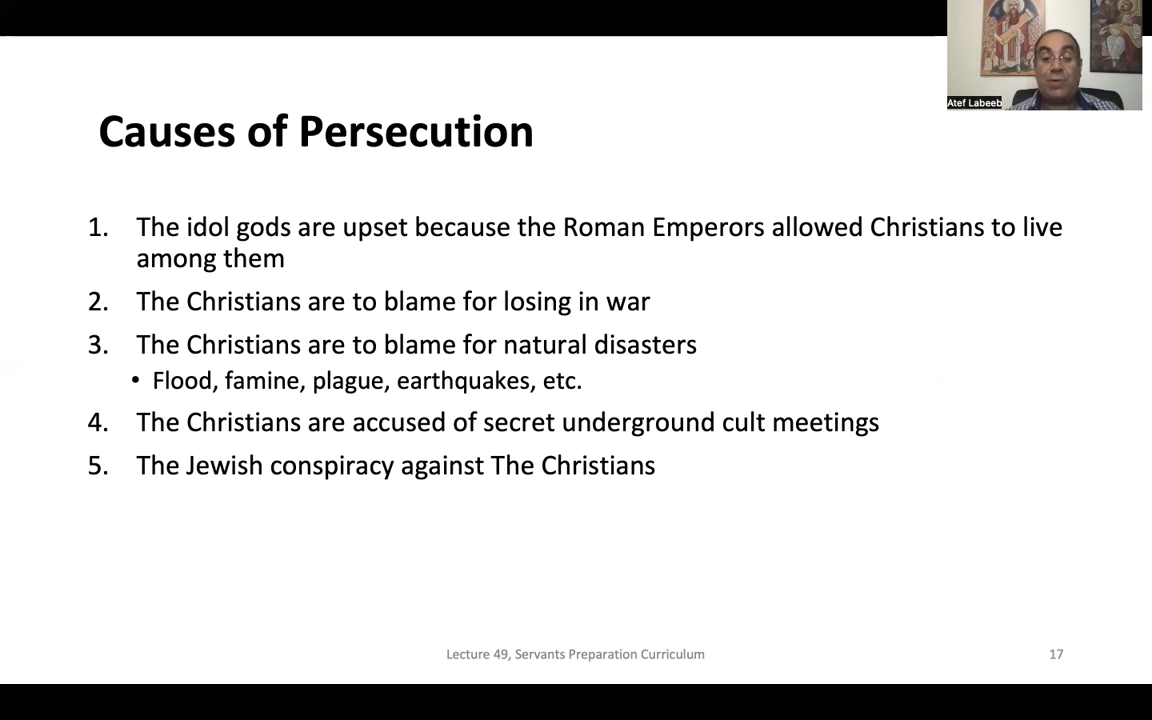 Atef Labeeb
Causes of Persecution
1. The idol gods are upset because the Roman Emperors allowed Christians to live
among them
2. The Christians are to blame for losing in war
3. The Christians are to blame for natural disasters
• Flood, famine, plague, earthquakes, etc.
4. The Christians are accused of secret underground cult meetings
5. The Jewish conspiracy against The Christians
Lecture 49, Servants Preparation Curriculum
17